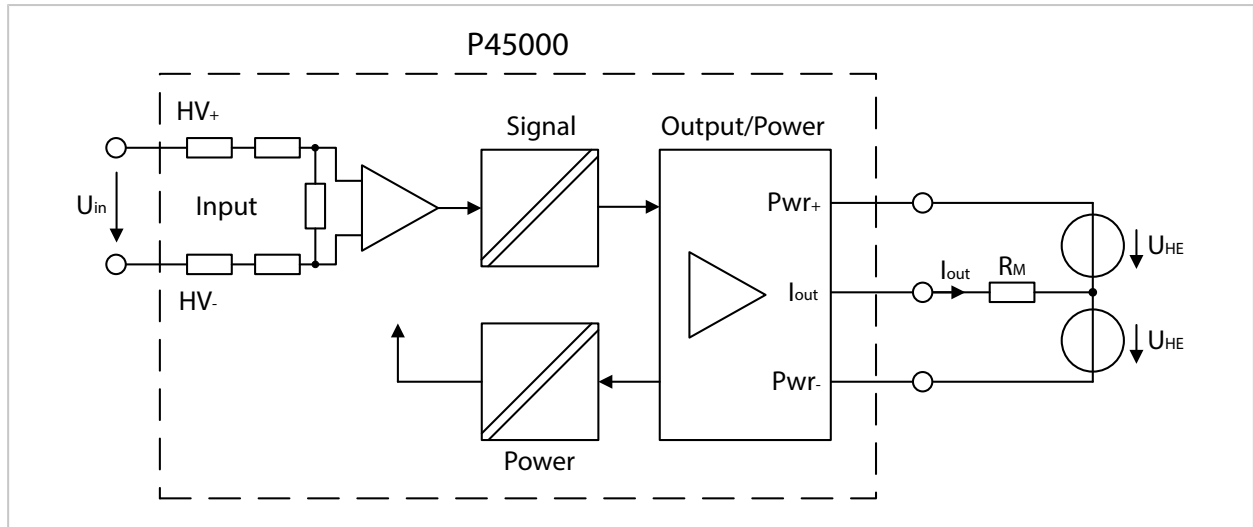 P45000
HV+
Signal
Output/Power
Uin
Input
Pwr+
UHE
Iout
Iout
RM
HV-
UHE
Pwr-
Power